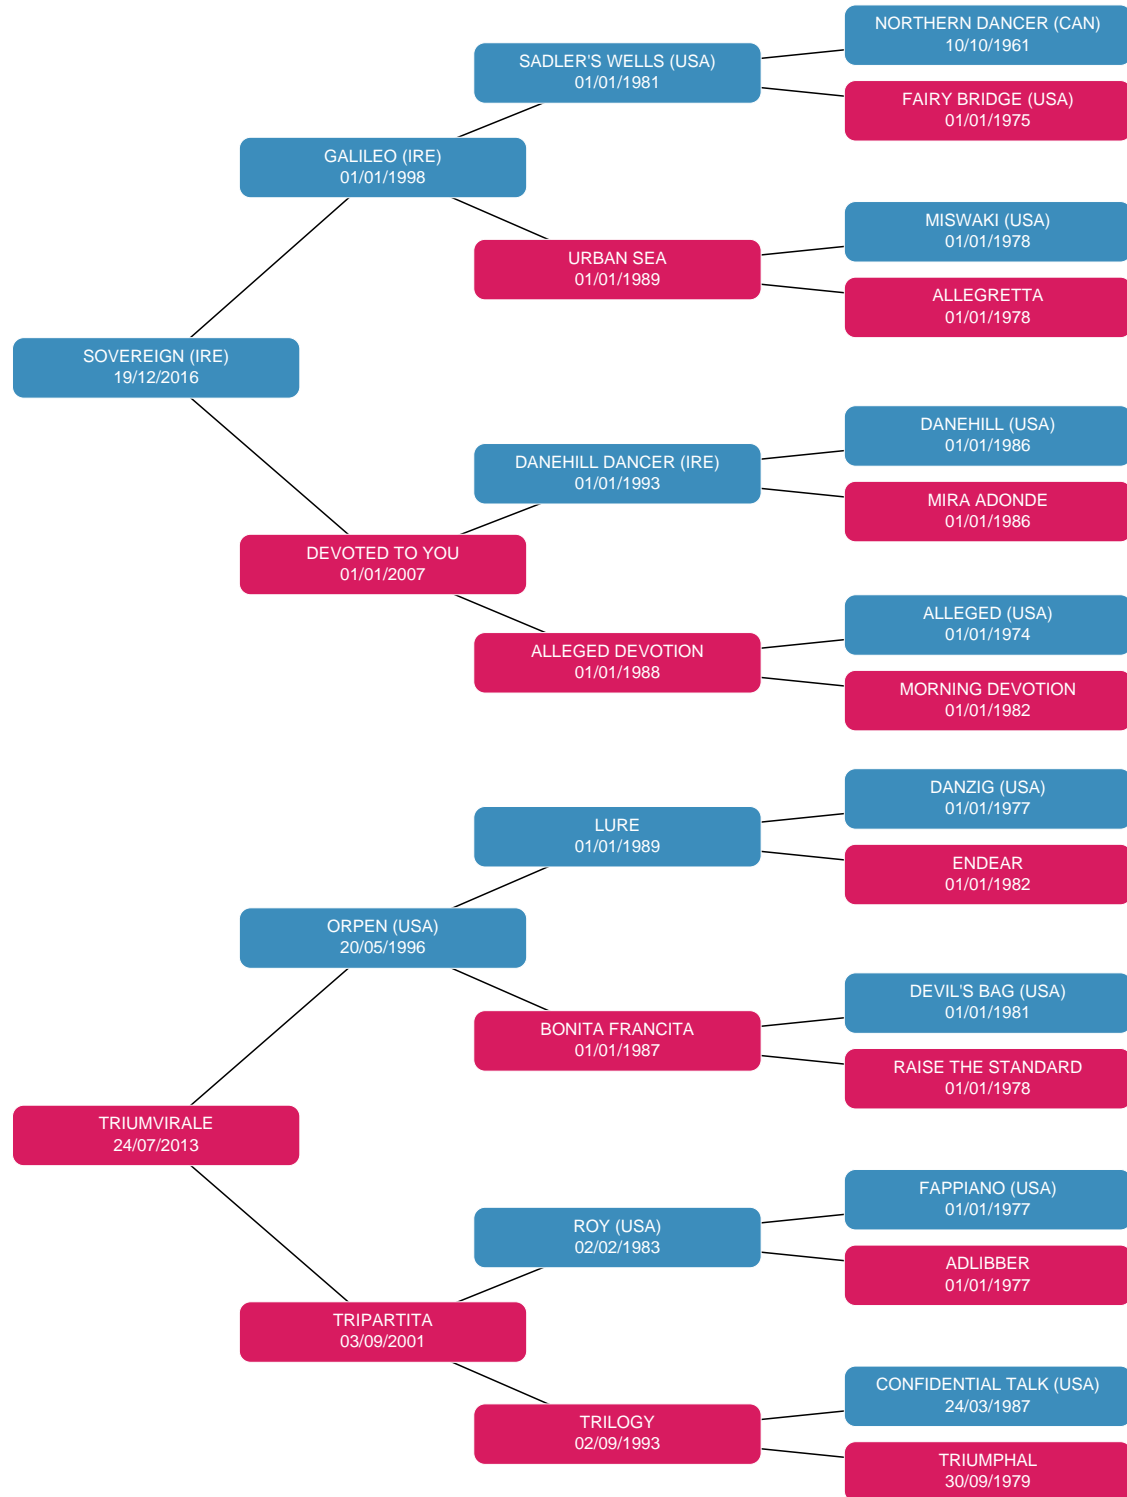 NORTHERN DANCER (CAN)
10/10/1961
SADLER'S WELLS (USA)
01/01/1981
FAIRY BRIDGE (USA)
01/01/1975
GALILEO (IRE)
01/01/1998
MISWAKI (USA)
01/01/1978
URBAN SEA
01/01/1989
ALLEGRETTA
01/01/1978
SOVEREIGN (IRE)
19/12/2016
DANEHILL (USA)
01/01/1986
DANEHILL DANCER (IRE)
01/01/1993
MIRA ADONDE
01/01/1986
DEVOTED TO YOU
01/01/2007
ALLEGED (USA)
01/01/1974
ALLEGED DEVOTION
01/01/1988
MORNING DEVOTION
01/01/1982
DANZIG (USA)
01/01/1977
LURE
01/01/1989
ENDEAR
01/01/1982
ORPEN (USA)
20/05/1996
DEVIL'S BAG (USA)
01/01/1981
BONITA FRANCITA
01/01/1987
RAISE THE STANDARD
01/01/1978
TRIUMVIRALE
24/07/2013
FAPPIANO (USA)
01/01/1977
ROY (USA)
02/02/1983
ADLIBBER
01/01/1977
TRIPARTITA
03/09/2001
CONFIDENTIAL TALK (USA)
24/03/1987
TRILOGY
02/09/1993
TRIUMPHAL
30/09/1979